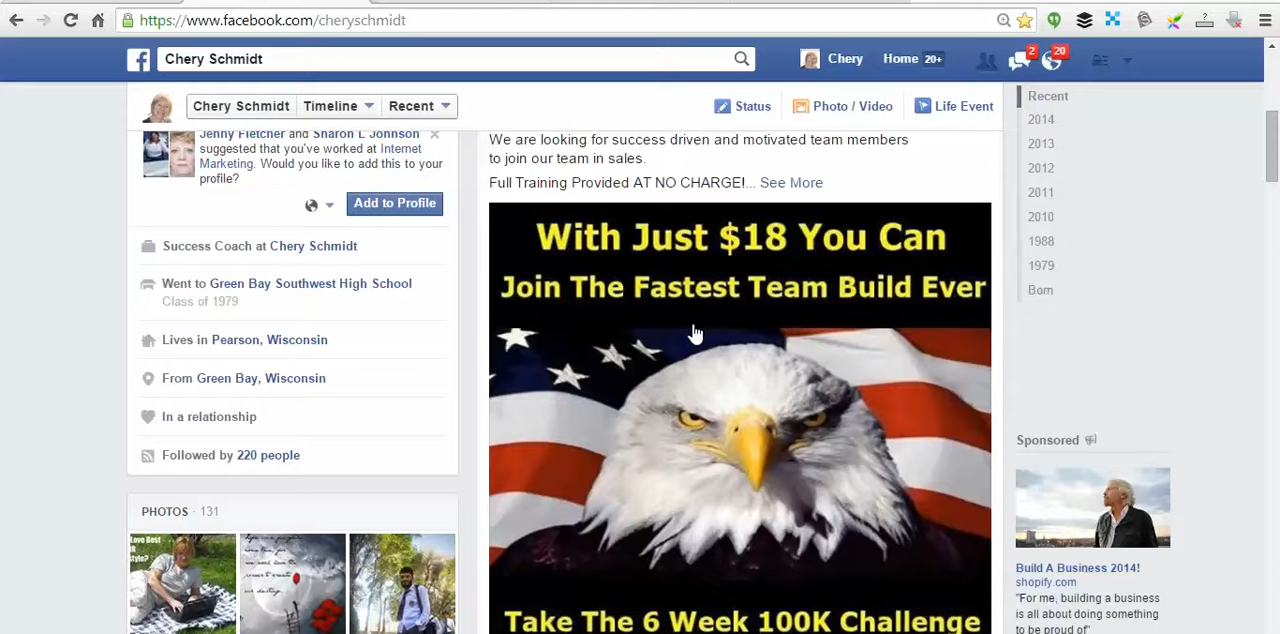 https://www.facebook.com/cheryschmidt
Chery Schmidt
Chery
Home 20+
2
20
Chery Schmidt
Timeline
Recent
Status
Photo / Video
Life Event
Jenny Fletcher and Sharon L Johnson
suggested that you've worked at Internet
Marketing. Would you like to add this to your
profile?
Add to Profile
Success Coach at Chery Schmidt
Went to Green Bay Southwest High School
Class of 1979
Lives in Pearson, Wisconsin
From Green Bay, Wisconsin
In a relationship
Followed by 220 people
PHOTOS · 131
Love Best
We are looking for success driven and motivated team members
to join our team in sales.
Full Training Provided AT NO CHARGE!... See More
With Just $18 You Can
Join The Fastest Team Build Ever
Take The 6 Week 100K Challenge
Recent
2014
2013
2012
2011
2010
1988
1979
Born
Sponsored
Build A Business 2014!
shopify.com
"For me, building a business
is all about doing something
to be proud of"